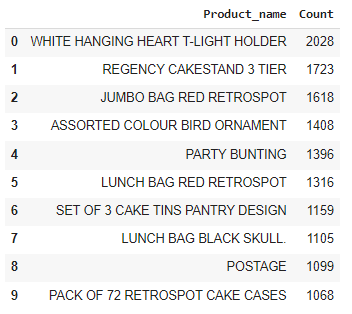 Product_name Count
0 WHITE HANGING HEART T-LIGHT HOLDER 2028
1 REGENCY CAKESTAND 3 TIER 1723
2 JUMBO BAG RED RETROSPOT 1618
3 ASSORTED COLOUR BIRD ORNAMENT 1408
4 PARTY BUNTING 1396
5 LUNCH BAG RED RETROSPOT 1316
6 SET OF 3 CAKE TINS PANTRY DESIGN 1159
7 LUNCH BAG BLACK SKULL. 1105
8 POSTAGE 1099
9 PACK OF 72 RETROSPOT CAKE CASES 1068